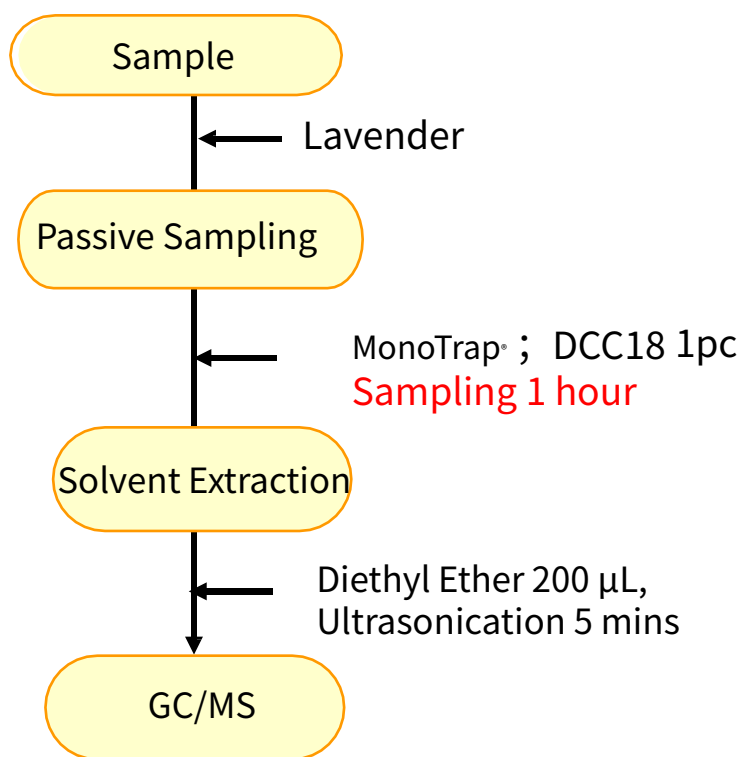 Sample
Lavender
Passive Sampling
MonoTrap® ; DCC18 1pc
Sampling 1 hour
Solvent Extraction
Diethyl Ether 200 µL,
Ultrasonication 5 mins
GC/MS